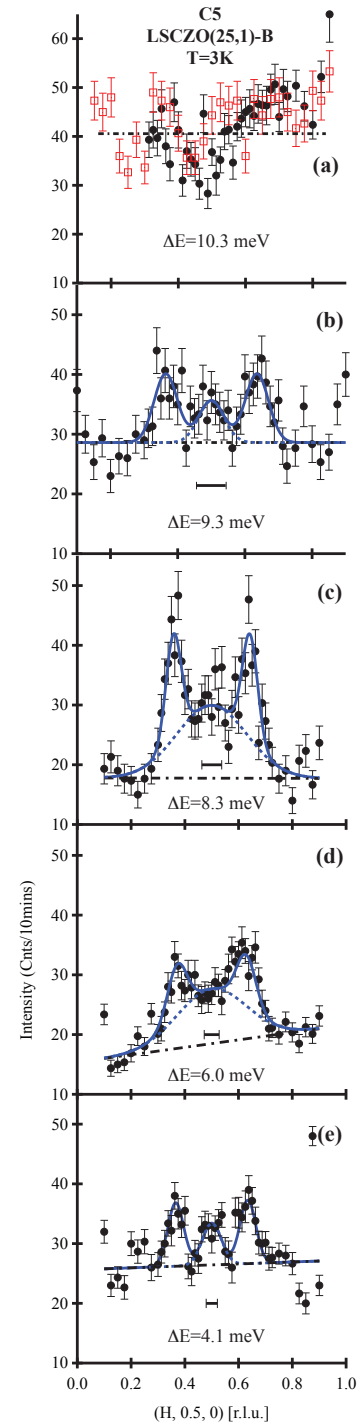 C5
LSCZO(25,1)-B
T=3K
60
50
40
30
20
10
(a)
ΔE=10.3 meV
50
40
30
20
10
(b)
ΔE=9.3 meV
50
40
30
20
10
(c)
ΔE=8.3 meV
50
40
30
20
10
(d)
ΔE=6.0 meV
50
40
30
20
10
(e)
ΔE=4.1 meV
Intensity (Cnts/10mins)
0.0 0.2 0.4 0.6 0.8 1.0
(H, 0.5, 0) [r.l.u.]